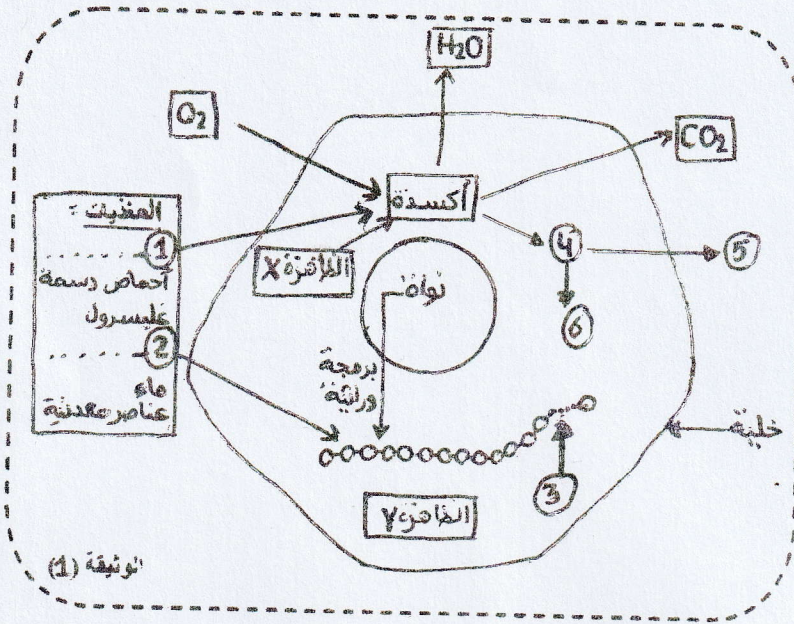 H₂O
O₂
CO₂
أكسدة
المغذيات :
1 ........
أحماض دسمة
غليسرول
2 ........
ماء
عناصر معدنية
الظاهرة X
نواة
برمجة
وراثية
4
5
6
3
خلية
الظاهرة Y
الوثيقة (1)